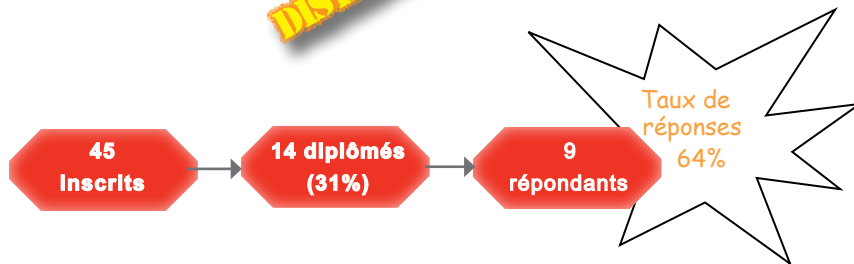 45
Inscrits
14 diplômés
(31%)
9
répondants
Taux de
réponses
64%